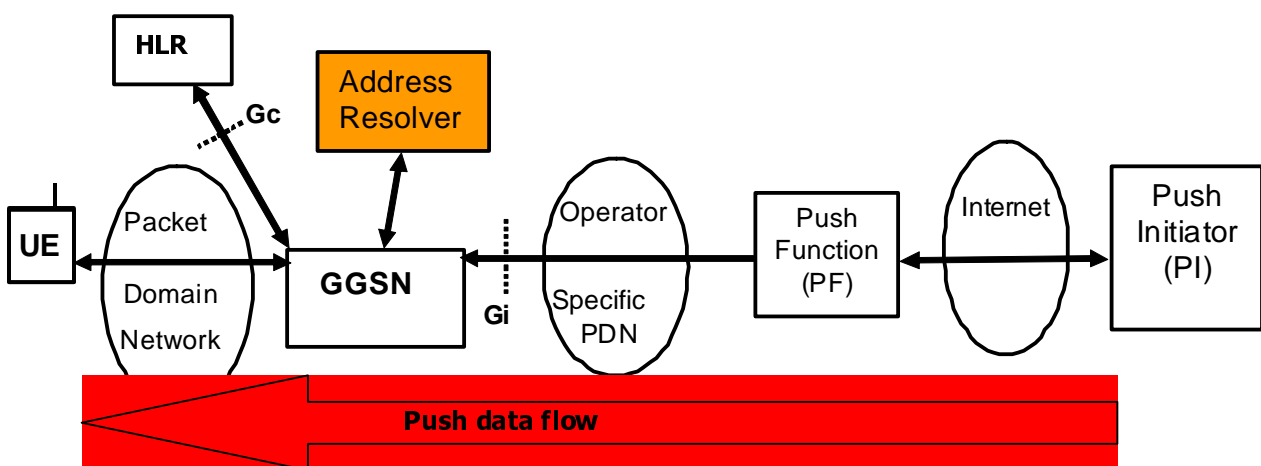 HLR
Gc
Address
Resolver
UE
Packet
Domain
Network
GGSN
Gi
Operator
Specific
PDN
Push
Function
(PF)
Internet
Push
Initiator
(PI)
Push data flow